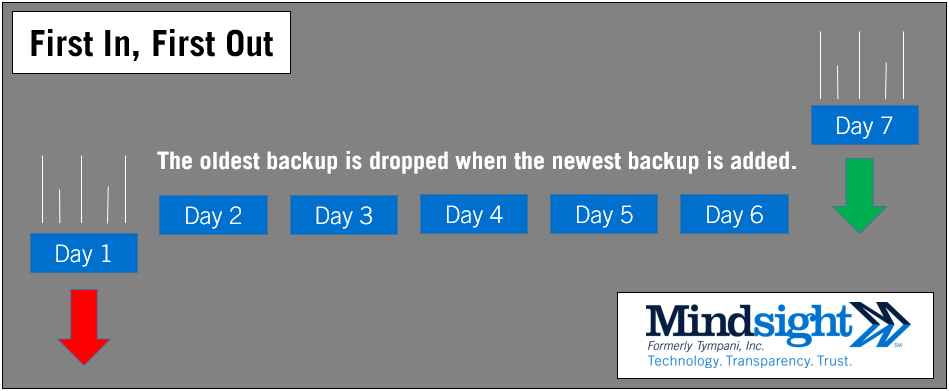 First In, First Out
Day 7
The oldest backup is dropped when the newest backup is added.
Day 2 Day 3 Day 4 Day 5 Day 6
Day 1
Mindsight SM
Formerly Tympani, Inc.
Technology. Transparency. Trust.